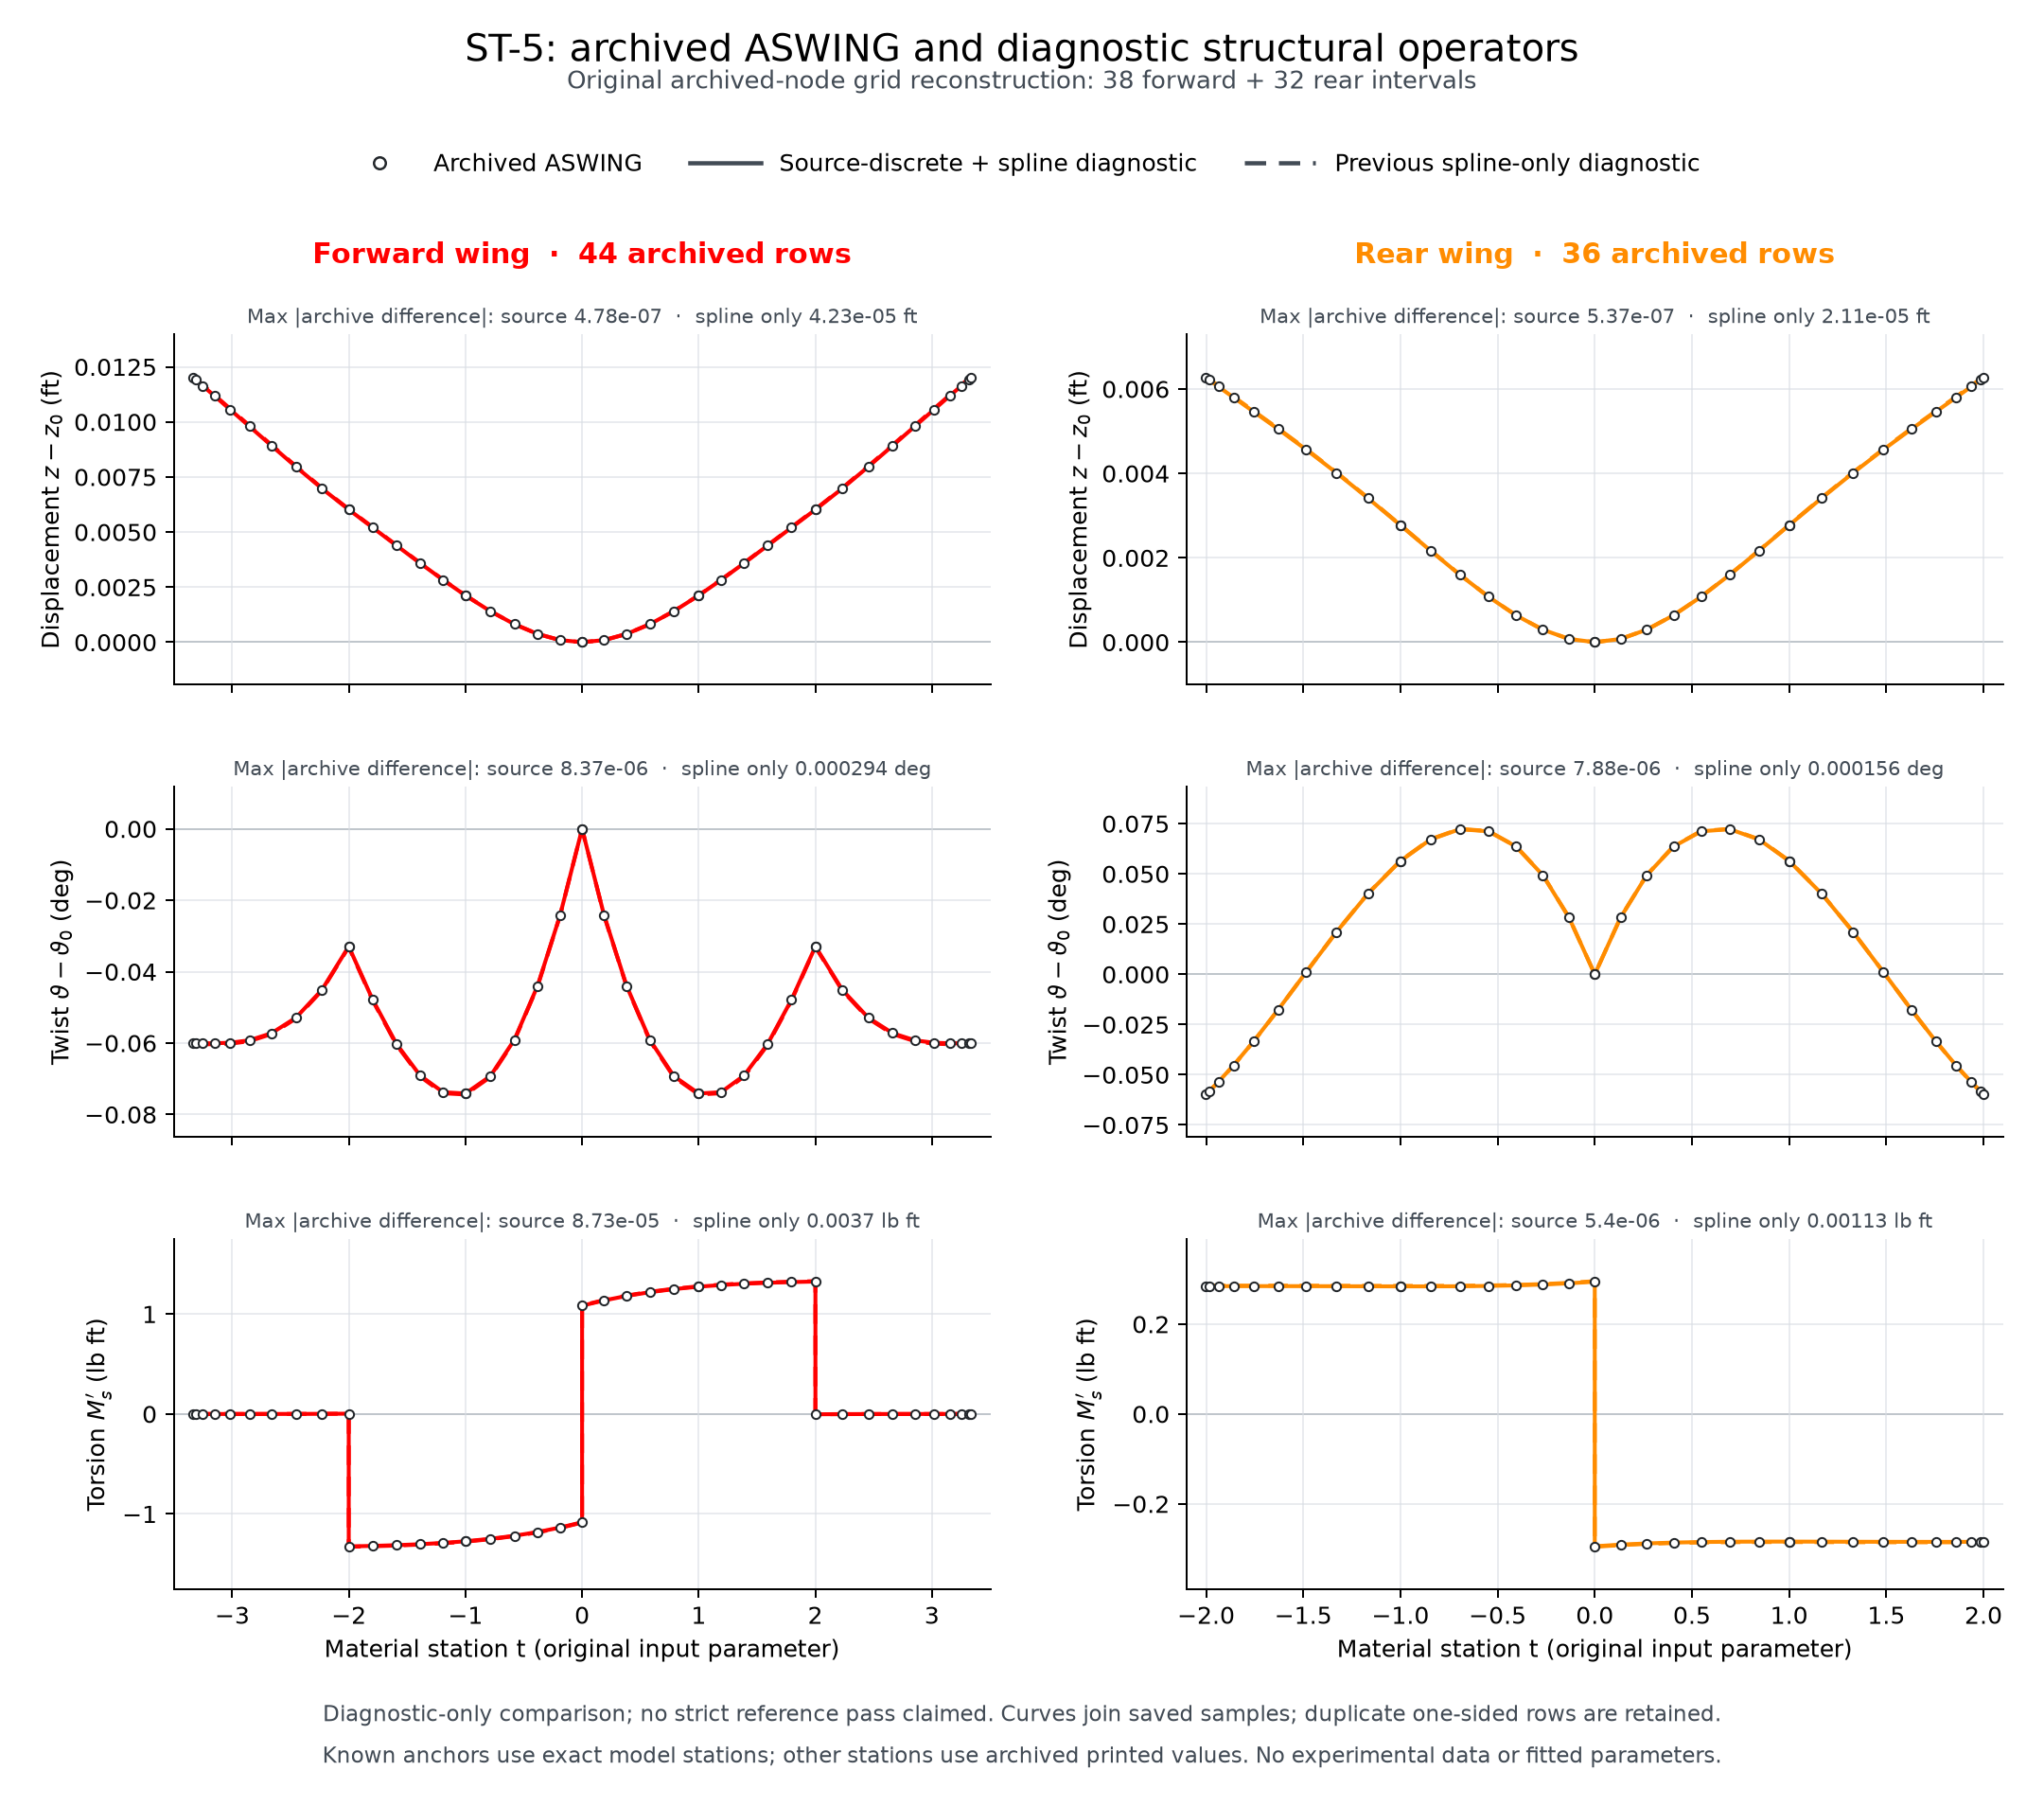 ST-5: archived ASWING and diagnostic structural operators
Original archived-node grid reconstruction: 38 forward + 32 rear intervals
Archived ASWING
Source-discrete + spline diagnostic
Previous spline-only diagnostic
Forward wing · 44 archived rows
Max |archive difference|: source 4.78e-07 · spline only 4.23e-05 ft
Displacement z − z₀ (ft)
0.0125
0.0100
0.0075
0.0050
0.0025
0.0000
Rear wing · 36 archived rows
Max |archive difference|: source 5.37e-07 · spline only 2.11e-05 ft
Displacement z − z₀ (ft)
0.006
0.004
0.002
0.000
Max |archive difference|: source 8.37e-06 · spline only 0.000294 deg
Twist ϑ − ϑ₀ (deg)
0.00
−0.02
−0.04
−0.06
−0.08
Max |archive difference|: source 7.88e-06 · spline only 0.000156 deg
Twist ϑ − ϑ₀ (deg)
0.075
0.050
0.025
0.000
−0.025
−0.050
−0.075
Max |archive difference|: source 8.73e-05 · spline only 0.0037 lb ft
Torsion M′ₛ (lb ft)
1
0
−1
−3 −2 −1 0 1 2 3
Material station t (original input parameter)
Max |archive difference|: source 5.4e-06 · spline only 0.00113 lb ft
Torsion M′ₛ (lb ft)
0.2
0.0
−0.2
−2.0 −1.5 −1.0 −0.5 0.0 0.5 1.0 1.5 2.0
Material station t (original input parameter)
Diagnostic-only comparison; no strict reference pass claimed. Curves join saved samples; duplicate one-sided rows are retained.
Known anchors use exact model stations; other stations use archived printed values. No experimental data or fitted parameters.